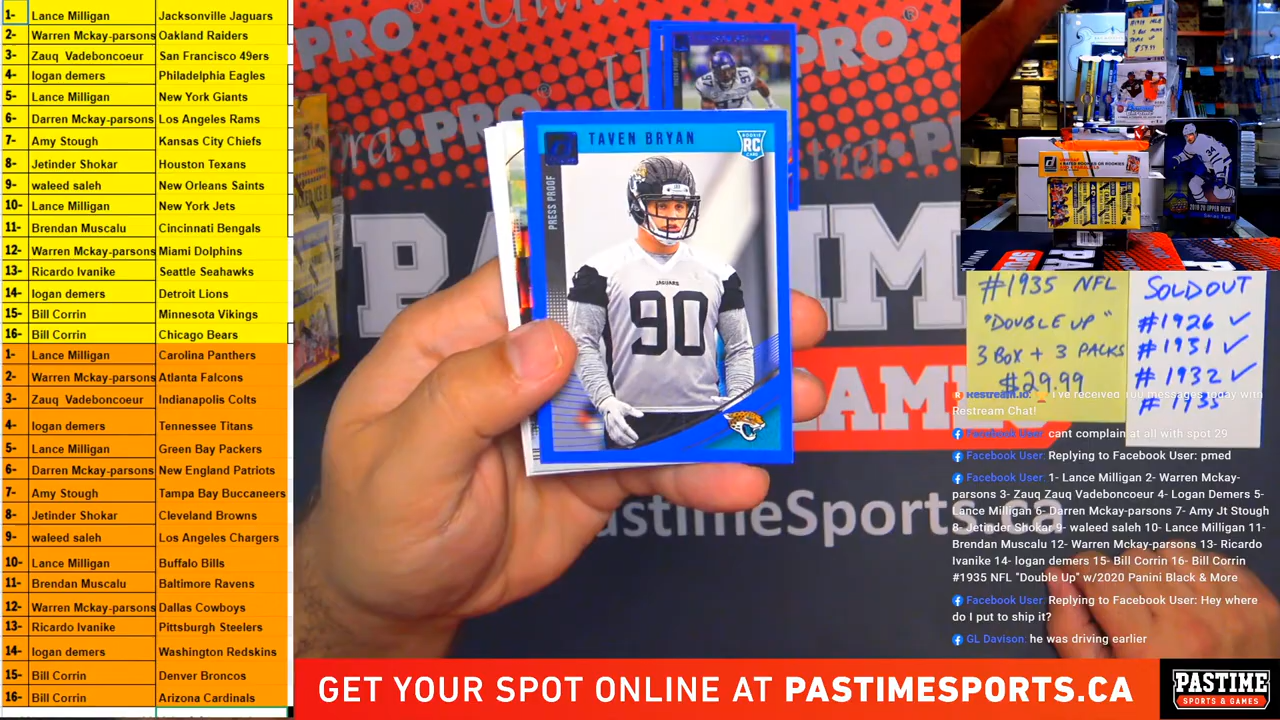 1- Lance Milligan Jacksonville Jaguars
2- Warren Mckay-parsons Oakland Raiders
3- Zauq Vadeboncoeur San Francisco 49ers
4- logan demers Philadelphia Eagles
5- Lance Milligan New York Giants
6- Darren Mckay-parsons Los Angeles Rams
7- Amy Stough Kansas City Chiefs
8- Jetinder Shokar Houston Texans
9- waleed saleh New Orleans Saints
10- Lance Milligan New York Jets
11- Brendan Muscalu Cincinnati Bengals
12- Warren Mckay-parsons Miami Dolphins
13- Ricardo Ivanike Seattle Seahawks
14- logan demers Detroit Lions
15- Bill Corrin Minnesota Vikings
16- Bill Corrin Chicago Bears
1- Lance Milligan Carolina Panthers
2- Warren Mckay-parsons Atlanta Falcons
3- Zauq Vadeboncoeur Indianapolis Colts
4- logan demers Tennessee Titans
5- Lance Milligan Green Bay Packers
6- Darren Mckay-parsons New England Patriots
7- Amy Stough Tampa Bay Buccaneers
8- Jetinder Shokar Cleveland Browns
9- waleed saleh Los Angeles Chargers
10- Lance Milligan Buffalo Bills
11- Brendan Muscalu Baltimore Ravens
12- Warren Mckay-parsons Dallas Cowboys
13- Ricardo Ivanike Pittsburgh Steelers
14- logan demers Washington Redskins
15- Bill Corrin Denver Broncos
16- Bill Corrin Arizona Cardinals
TAVEN BRYAN
ROOKIE
RC
CARD
PRESS PROOF
JAGUARS
90
97
#1935 NFL
"DOUBLE UP"
3 BOX + 3 PACKS
$29.99
SOLD OUT
#1926 ✓
#1931 ✓
#1932 ✓
#1935
Restream.io: I've received 100 messages today with
Restream Chat!
Facebook User: cant complain at all with spot 29
Facebook User: Replying to Facebook User: pmed
Facebook User: 1- Lance Milligan 2- Warren Mckay-
parsons 3- Zauq Zauq Vadeboncoeur 4- Logan Demers 5-
Lance Milligan 6- Darren Mckay-parsons 7- Amy Jt Stough
8- Jetinder Shokar 9- waleed saleh 10- Lance Milligan 11-
Brendan Muscalu 12- Warren Mckay-parsons 13- Ricardo
Ivanike 14- logan demers 15- Bill Corrin 16- Bill Corrin
#1935 NFL "Double Up" w/2020 Panini Black & More
Facebook User: Replying to Facebook User: Hey where
do I put to ship it?
GL Davison: he was driving earlier
GET YOUR SPOT ONLINE AT PASTIMESPORTS.CA
PASTIME
SPORTS & GAMES